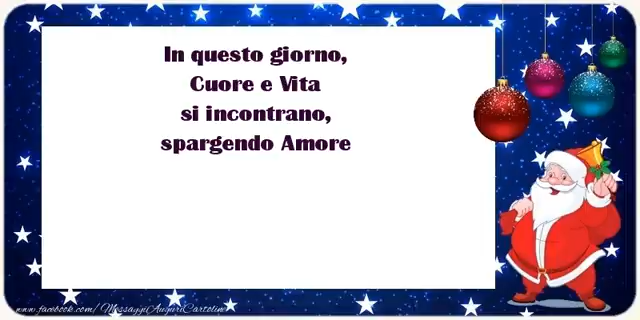 In questo giorno,
Cuore e Vita
si incontrano,
spargendo Amore
www.facebook.com/MessaggiAuguriCartoline